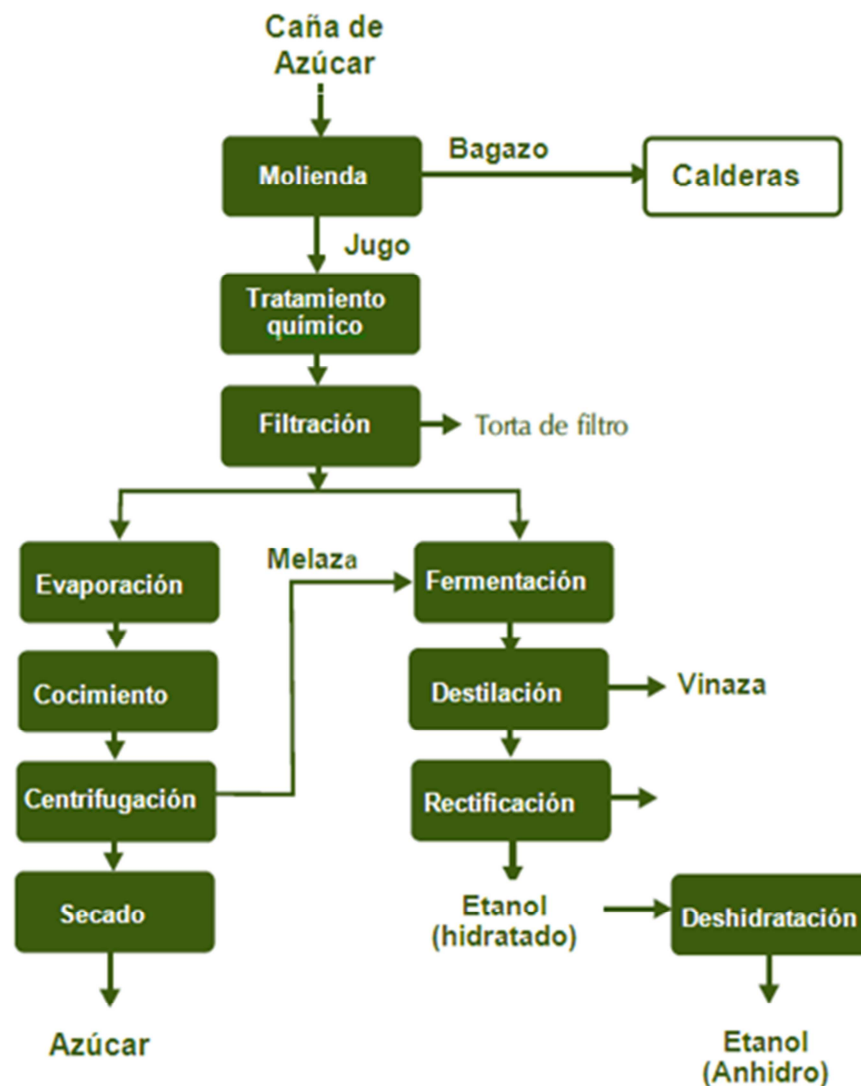 Caña de
Azúcar
Molienda
Bagazo
Calderas
Jugo
Tratamiento
químico
Filtración
Torta de filtro
Evaporación
Melaza
Fermentación
Cocimiento
Destilación
Vinaza
Centrifugación
Rectificación
Secado
Etanol
(hidratado)
Deshidratación
Azúcar
Etanol
(Anhidro)